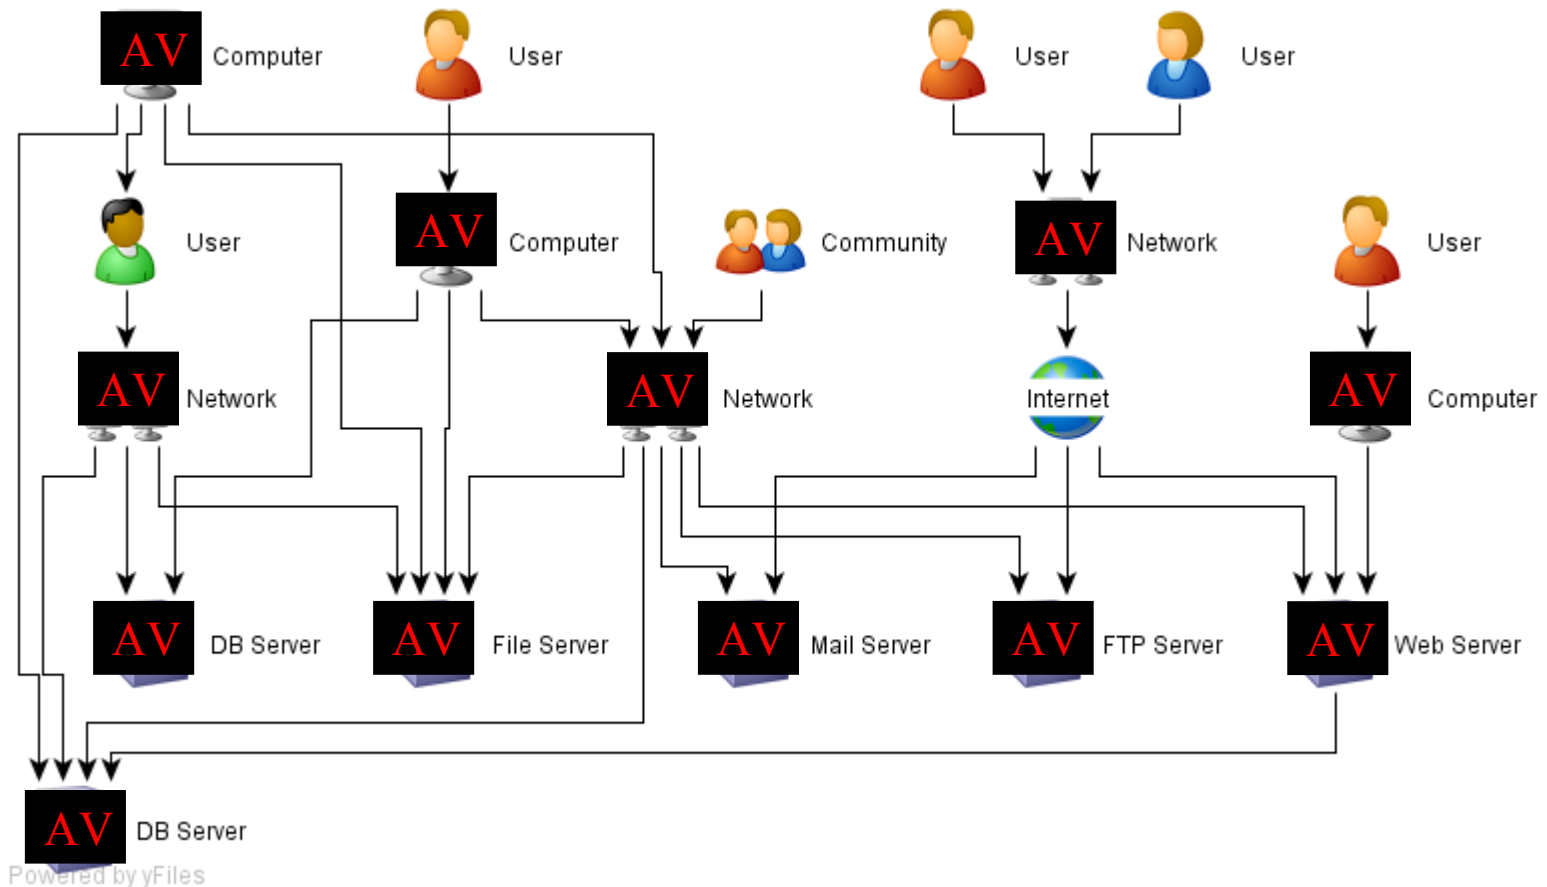 AV Computer User User User
AV User AV Computer Community AV Network User
AV Network AV Network Internet AV Computer
AV DB Server AV File Server AV Mail Server AV FTP Server AV Web Server
AV DB Server
Powered by yFiles